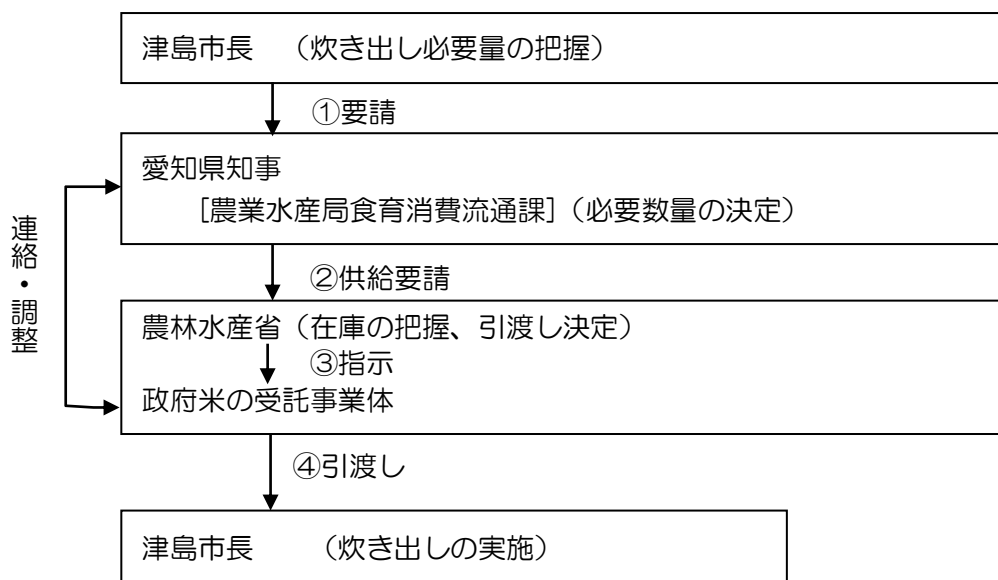 津島市長　（炊き出し必要量の把握）
①要請
愛知県知事
［農業水産局食育消費流通課］（必要数量の決定）
連絡・調整
②供給要請
農林水産省（在庫の把握、引渡し決定）
③指示
政府米の受託事業体
④引渡し
津島市長　　（炊き出しの実施）